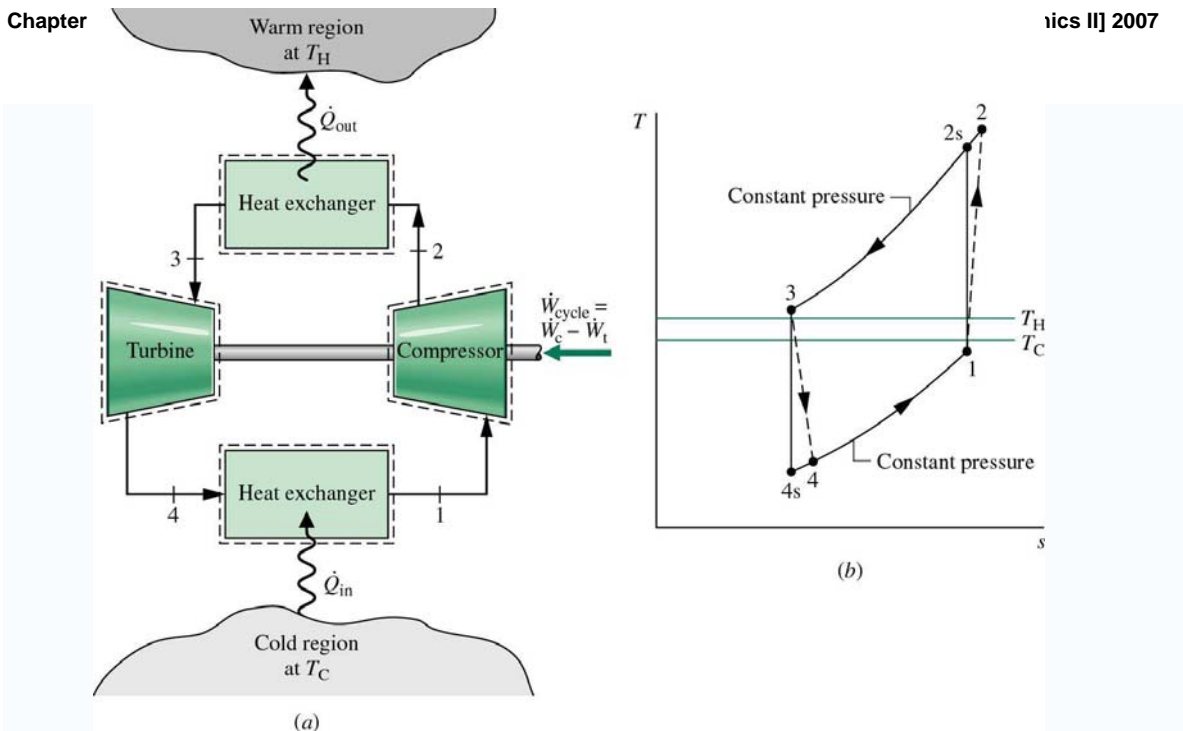 Chapter
nics II] 2007
Warm region
at T_H
Q̇_out
Heat exchanger
3
2
Ẇ_cycle =
Ẇ_c − Ẇ_t
Turbine
Compressor
Heat exchanger
4
1
Q̇_in
Cold region
at T_C
(a)
T
2
2s
Constant pressure
3
T_H
T_C
1
Constant pressure
4s
4
s
(b)